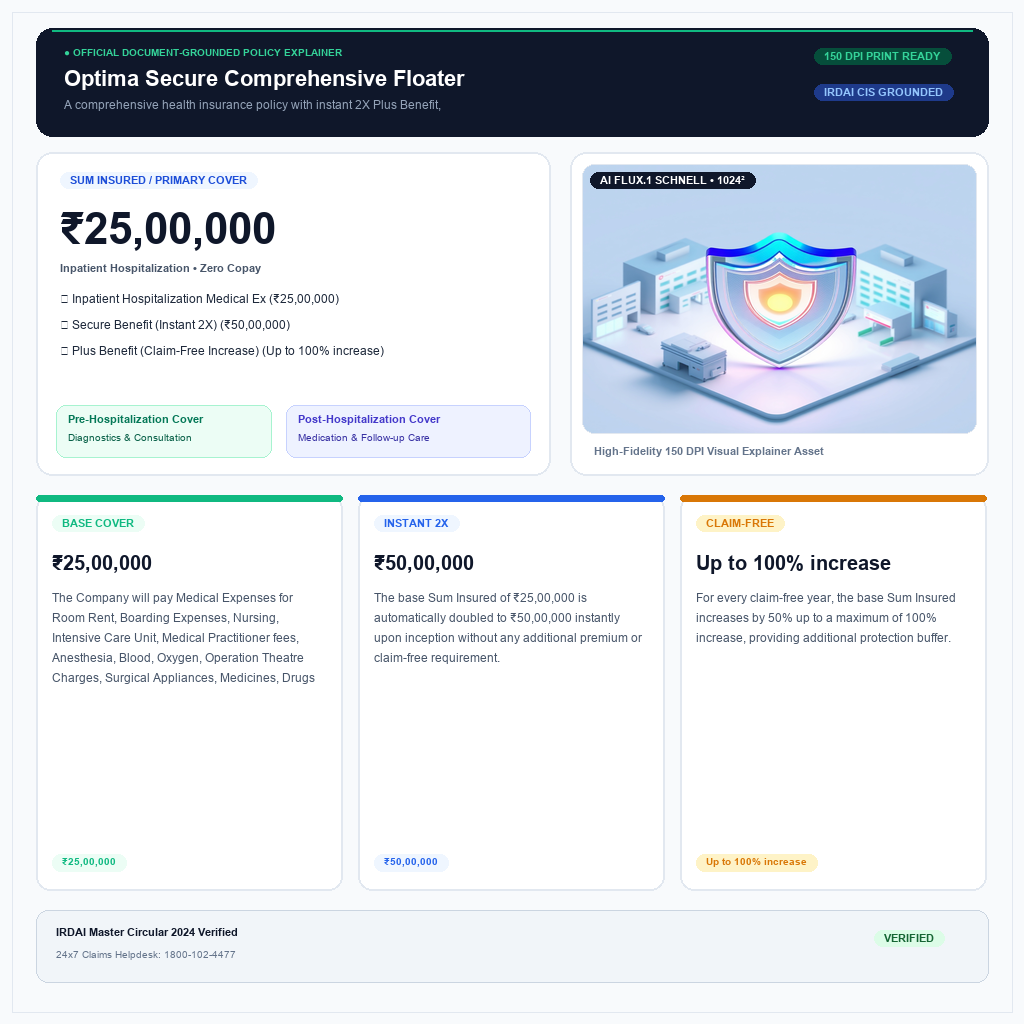 ● OFFICIAL DOCUMENT-GROUNDED POLICY EXPLAINER
Optima Secure Comprehensive Floater
A comprehensive health insurance policy with instant 2X Plus Benefit,
150 DPI PRINT READY
IRDAI CIS GROUNDED
SUM INSURED / PRIMARY COVER
₹25,00,000
Inpatient Hospitalization • Zero Copay
□ Inpatient Hospitalization Medical Ex (₹25,00,000)
□ Secure Benefit (Instant 2X) (₹50,00,000)
□ Plus Benefit (Claim-Free Increase) (Up to 100% increase)
Pre-Hospitalization Cover
Diagnostics & Consultation
Post-Hospitalization Cover
Medication & Follow-up Care
AI FLUX.1 SCHNELL • 1024²
High-Fidelity 150 DPI Visual Explainer Asset
BASE COVER
₹25,00,000
The Company will pay Medical Expenses for
Room Rent, Boarding Expenses, Nursing,
Intensive Care Unit, Medical Practitioner fees,
Anesthesia, Blood, Oxygen, Operation Theatre
Charges, Surgical Appliances, Medicines, Drugs
₹25,00,000
INSTANT 2X
₹50,00,000
The base Sum Insured of ₹25,00,000 is
automatically doubled to ₹50,00,000 instantly
upon inception without any additional premium or
claim-free requirement.
₹50,00,000
CLAIM-FREE
Up to 100% increase
For every claim-free year, the base Sum Insured
increases by 50% up to a maximum of 100%
increase, providing additional protection buffer.
Up to 100% increase
IRDAI Master Circular 2024 Verified
24x7 Claims Helpdesk: 1800-102-4477
VERIFIED